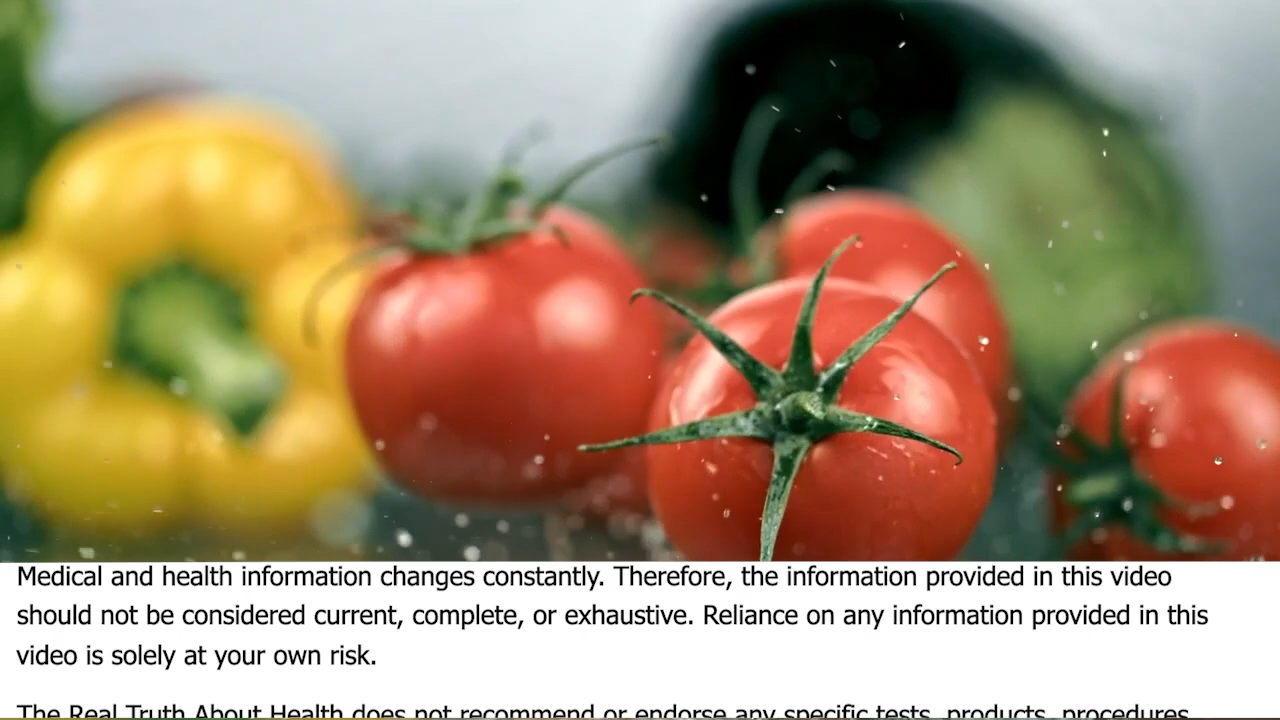 Medical and health information changes constantly. Therefore, the information provided in this video
should not be considered current, complete, or exhaustive. Reliance on any information provided in this
video is solely at your own risk.
The Real Truth About Health does not recommend or endorse any specific tests, products, procedures,